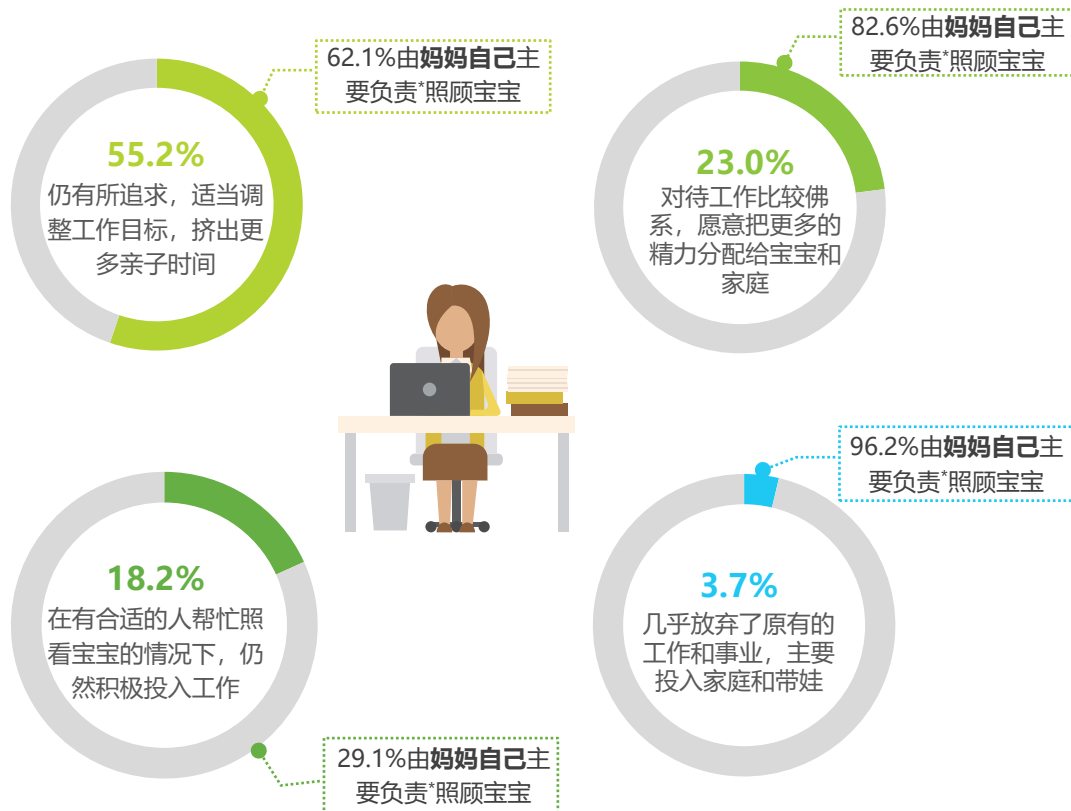 62.1%由妈妈自己主
要负责*照顾宝宝
55.2%
仍有所追求，适当调
整工作目标，挤出更
多亲子时间
82.6%由妈妈自己主
要负责*照顾宝宝
23.0%
对待工作比较佛
系，愿意把更多的
精力分配给宝宝和
家庭
18.2%
在有合适的人帮忙照
看宝宝的情况下，仍
然积极投入工作
29.1%由妈妈自己主
要负责*照顾宝宝
96.2%由妈妈自己主
要负责*照顾宝宝
3.7%
几乎放弃了原有的
工作和事业，主要
投入家庭和带娃